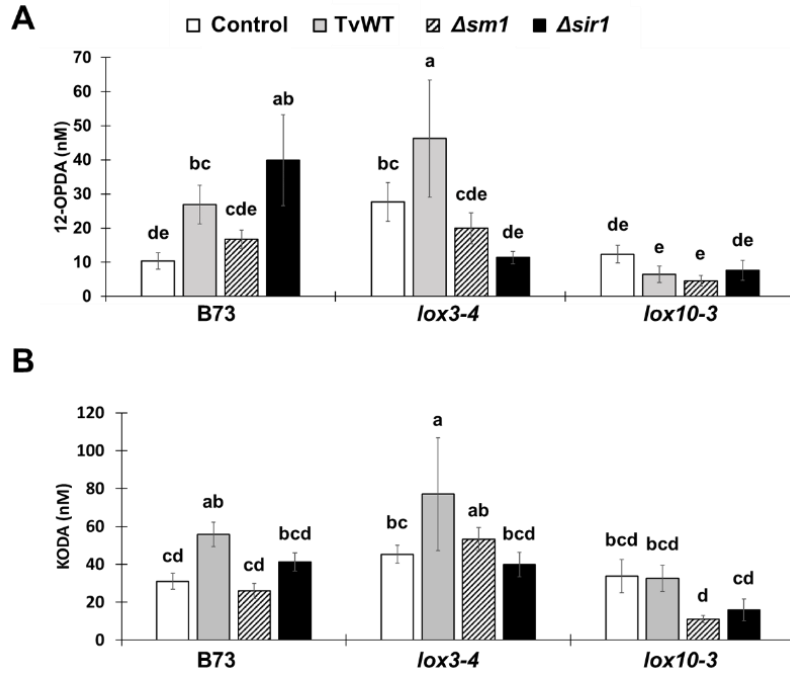 A
Control TvWT Δsm1 Δsir1
12-OPDA (nM)
70
60
50
40
30
20
10
0
de bc cde ab
bc a cde de
de e e de
B73 lox3-4 lox10-3
B
KODA (nM)
120
100
80
60
40
20
0
cd ab cd bcd
bc a ab bcd
bcd bcd d cd
B73 lox3-4 lox10-3